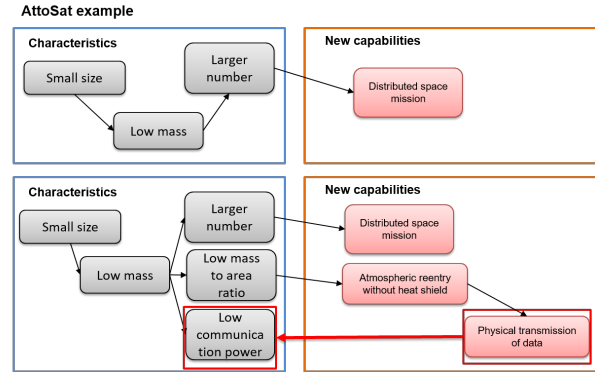 AttoSat example
Characteristics
New capabilities
Small size
Larger
number
Low mass
Distributed space
mission
Characteristics
New capabilities
Small size
Larger
number
Low mass
Low mass
to area
ratio
Low
communica
tion power
Distributed space
mission
Atmospheric reentry
without heat shield
Physical transmission
of data